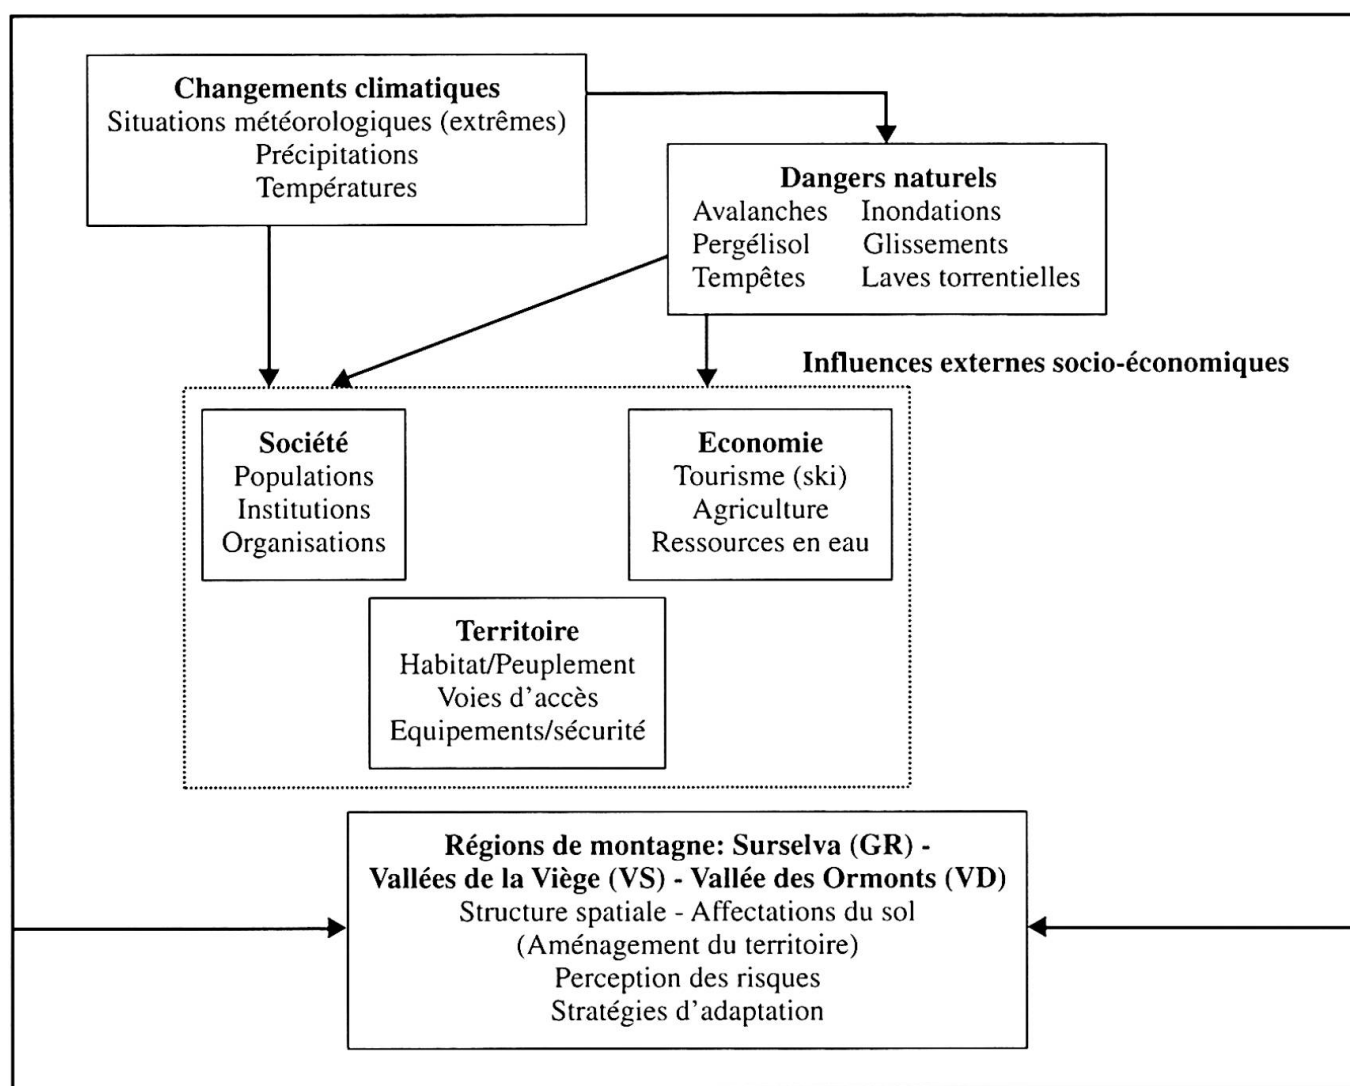 Changements climatiques
Situations météorologiques (extrêmes)
Précipitations
Températures
Dangers naturels
Avalanches Inondations
Pergélisol Glissements
Tempêtes Laves torrentielles
Influences externes socio-économiques
Société
Populations
Institutions
Organisations
Economie
Tourisme (ski)
Agriculture
Ressources en eau
Territoire
Habitat/Peuplement
Voies d’accès
Equipements/sécurité
Régions de montagne: Surselva (GR) -
Vallées de la Viège (VS) - Vallée des Ormonts (VD)
Structure spatiale - Affectations du sol
(Aménagement du territoire)
Perception des risques
Stratégies d’adaptation